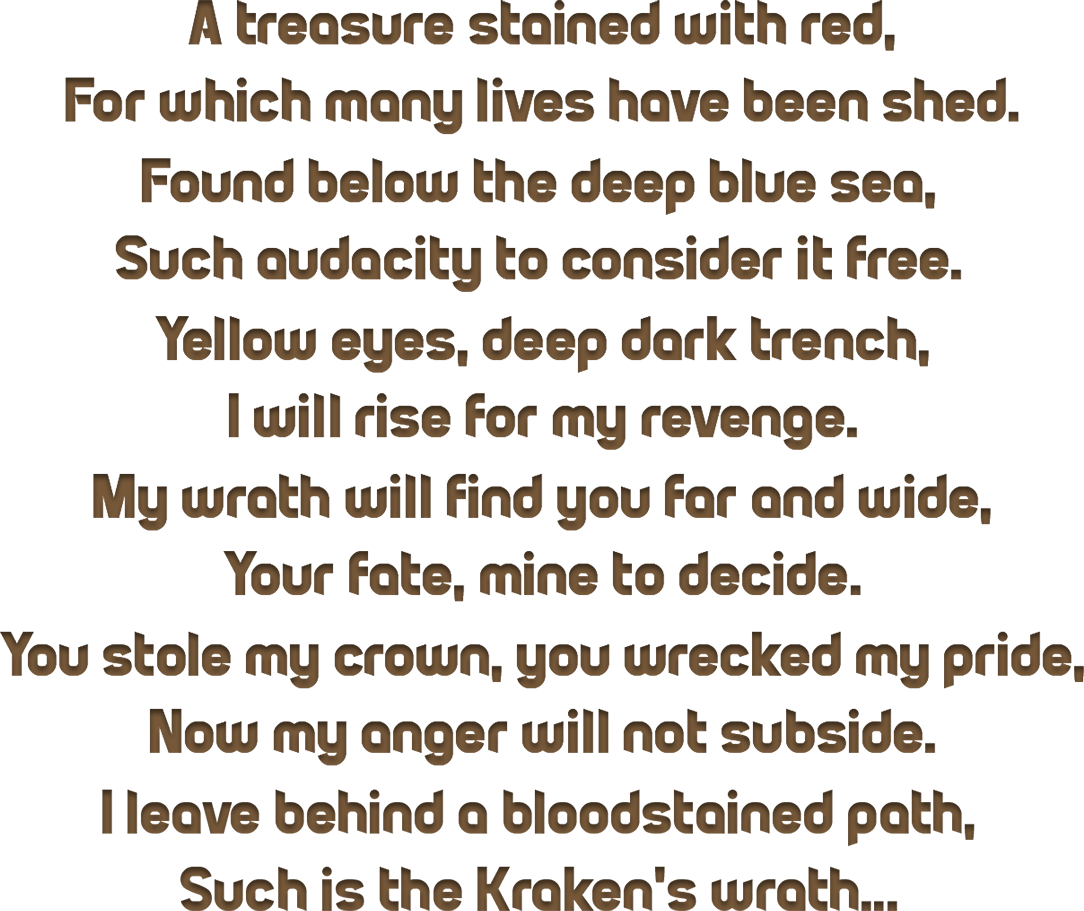 A treasure stained with red,
For which many lives have been shed.
Found below the deep blue sea,
Such audacity to consider it free.
Yellow eyes, deep dark trench,
I will rise for my revenge.
My wrath will find you far and wide,
Your fate, mine to decide.
You stole my crown, you wrecked my pride,
Now my anger will not subside.
I leave behind a bloodstained path,
Such is the Kraken's wrath...